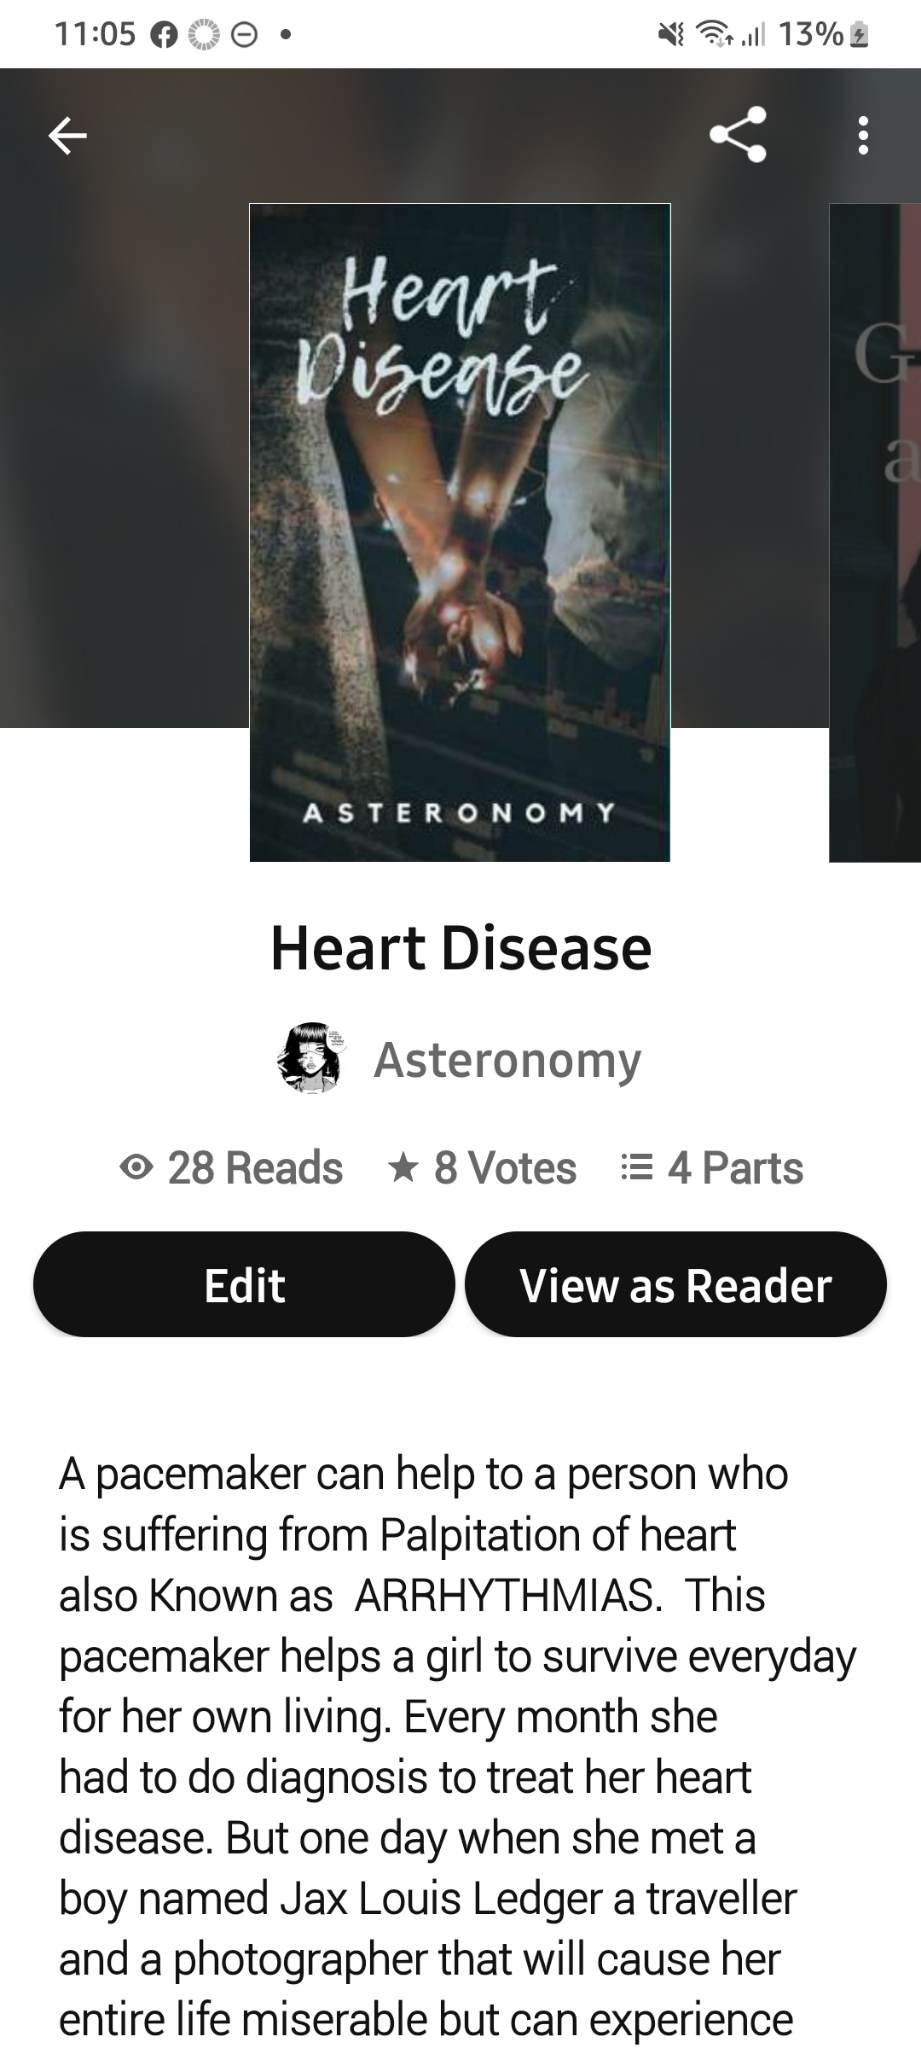 11:05 13%
Heart
Disease
G
a
ASTERONOMY
Heart Disease
Asteronomy
28 Reads 8 Votes 4 Parts
Edit View as Reader
A pacemaker can help to a person who
is suffering from Palpitation of heart
also Known as  ARRHYTHMIAS.  This
pacemaker helps a girl to survive everyday
for her own living. Every month she
had to do diagnosis to treat her heart
disease. But one day when she met a
boy named Jax Louis Ledger a traveller
and a photographer that will cause her
entire life miserable but can experience